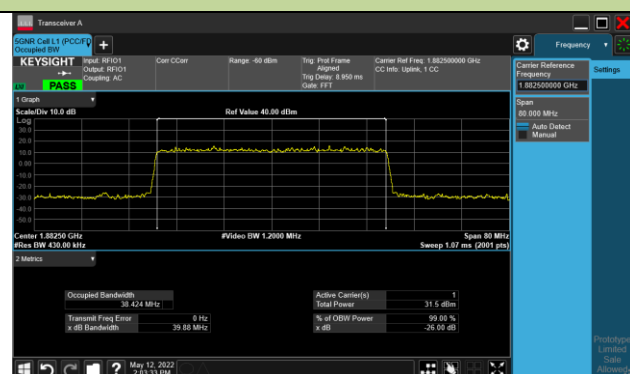 Transceiver A
5GNR Cell L1 (PCC/FD
Occupied BW
Frequency
KEYSIGHT
Input: RFIO1
Output: RFIO1
Coupling: AC
Corr CCorr
Range: -60 dBm
Trig: Prot Frame
Aligned
Trig Delay: 8.950 ms
Gate: FFT
Carrier Ref Freq: 1.882500000 GHz
CC Info: Uplink, 1 CC
PASS
Carrier Reference
Frequency
1.88250000 GHz
Settings
Span
80.000 MHz
Auto Detect
Manual
1 Graph
Scale/Div 10.0 dB
Ref Value 40.00 dBm
Log
30.0
20.0
10.0
0.00
-10.0
-20.0
-30.0
-40.0
-50.0
Center 1.88250 GHz
#Video BW 1.2000 MHz
Span 80 MHz
#Res BW 430.00 kHz
Sweep 1.07 ms (2001 pts)
2 Metrics
Occupied Bandwidth
38.424 MHz
Active Carrier(s)
1
Total Power
31.5 dBm
Transmit Freq Error
0 Hz
% of OBW Power
99.00 %
x dB Bandwidth
39.88 MHz
x dB
-26.00 dB
Prototype
Limited
Sale
Allowed
May 12, 2022
2:03:33 PM